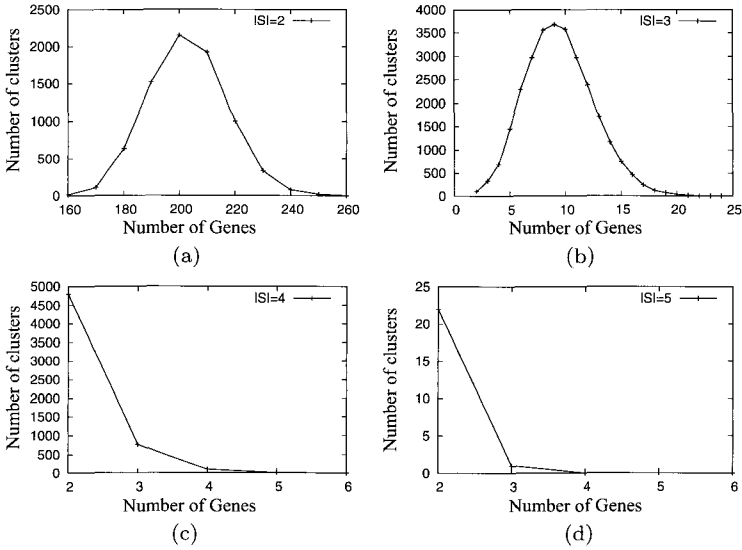 |S|=2
Number of clusters
2500
2000
1500
1000
500
0
160 180 200 220 240 260
Number of Genes
(a)
|S|=3
Number of clusters
4000
3500
3000
2500
2000
1500
1000
500
0
0 5 10 15 20 25
Number of Genes
(b)
|S|=4
Number of clusters
5000
4500
4000
3500
3000
2500
2000
1500
1000
500
0
2 3 4 5 6
Number of Genes
(c)
|S|=5
Number of clusters
25
20
15
10
5
0
2 3 4 5 6
Number of Genes
(d)